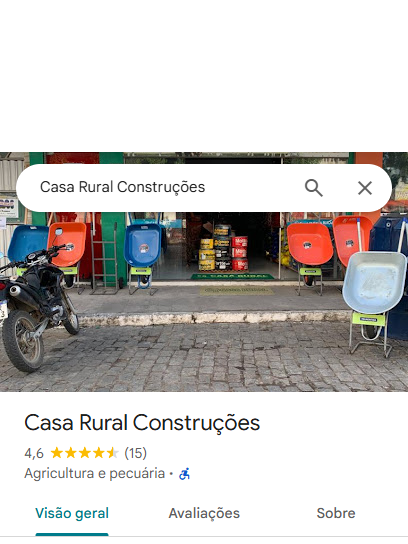 Casa Rural Construções
CASA RURAL
Casa Rural Construções
4,6 (15)
Agricultura e pecuária ·
Visão geral
Avaliações
Sobre